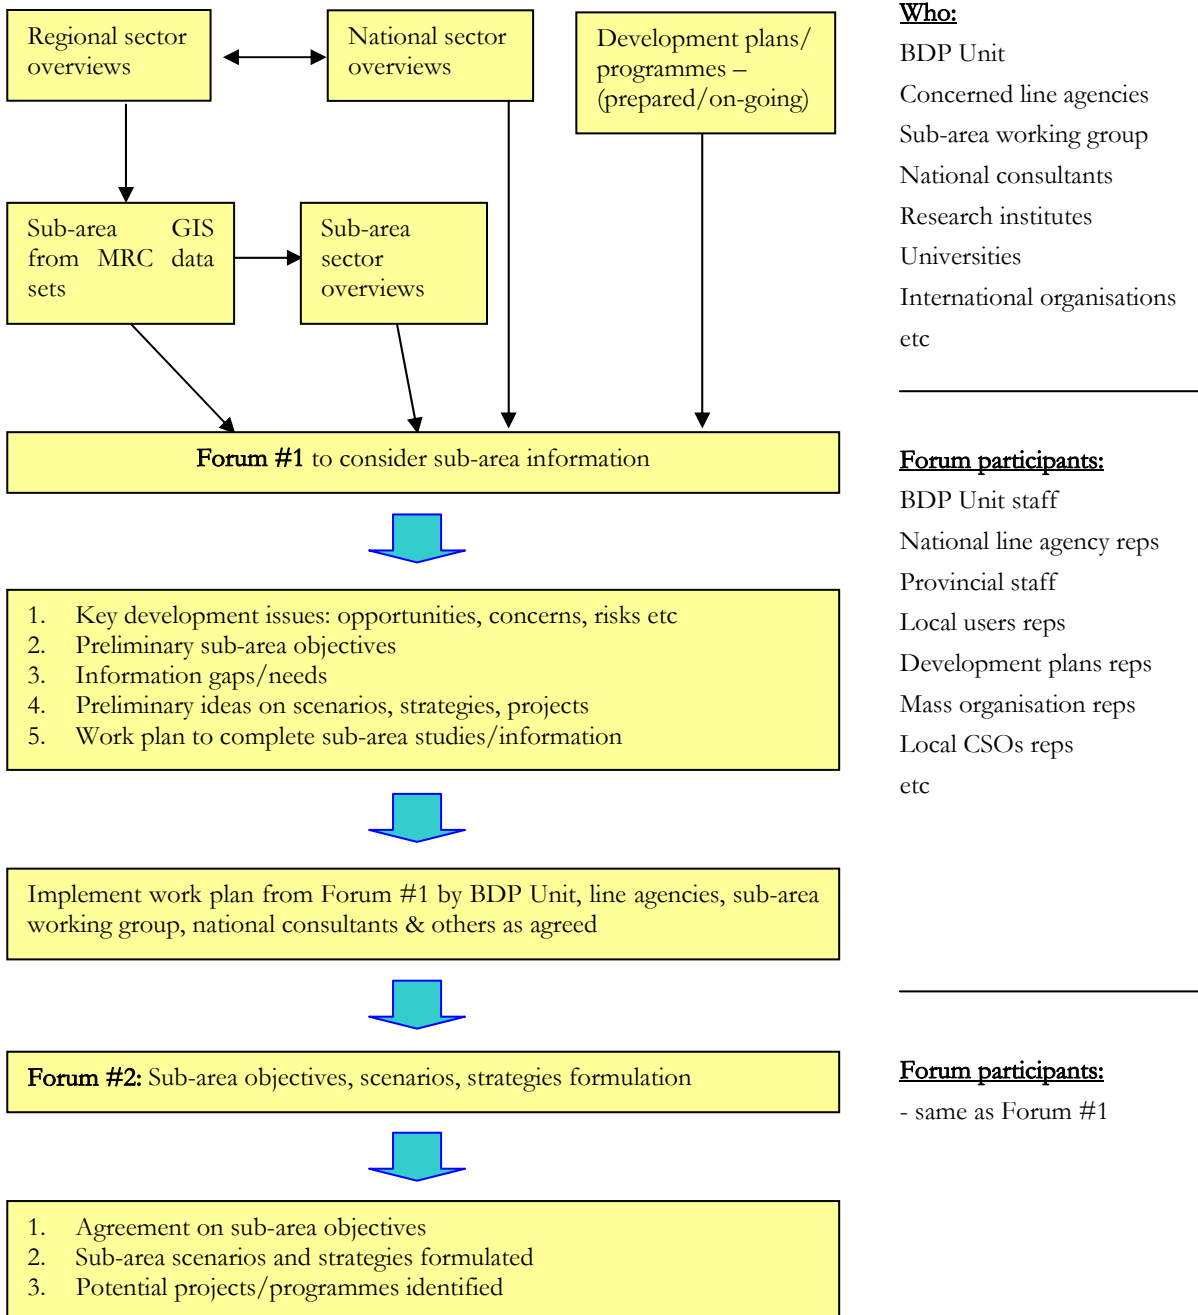 Regional sector
overviews
National sector
overviews
Development plans/
programmes –
(prepared/on-going)
Sub-area GIS
from MRC data
sets
Sub-area
sector
overviews
Forum #1 to consider sub-area information
1. Key development issues: opportunities, concerns, risks etc
2. Preliminary sub-area objectives
3. Information gaps/needs
4. Preliminary ideas on scenarios, strategies, projects
5. Work plan to complete sub-area studies/information
Implement work plan from Forum #1 by BDP Unit, line agencies, sub-area
working group, national consultants & others as agreed
Forum #2: Sub-area objectives, scenarios, strategies formulation
1. Agreement on sub-area objectives
2. Sub-area scenarios and strategies formulated
3. Potential projects/programmes identified
Who:
BDP Unit
Concerned line agencies
Sub-area working group
National consultants
Research institutes
Universities
International organisations
etc
Forum participants:
BDP Unit staff
National line agency reps
Provincial staff
Local users reps
Development plans reps
Mass organisation reps
Local CSOs reps
etc
Forum participants:
- same as Forum #1